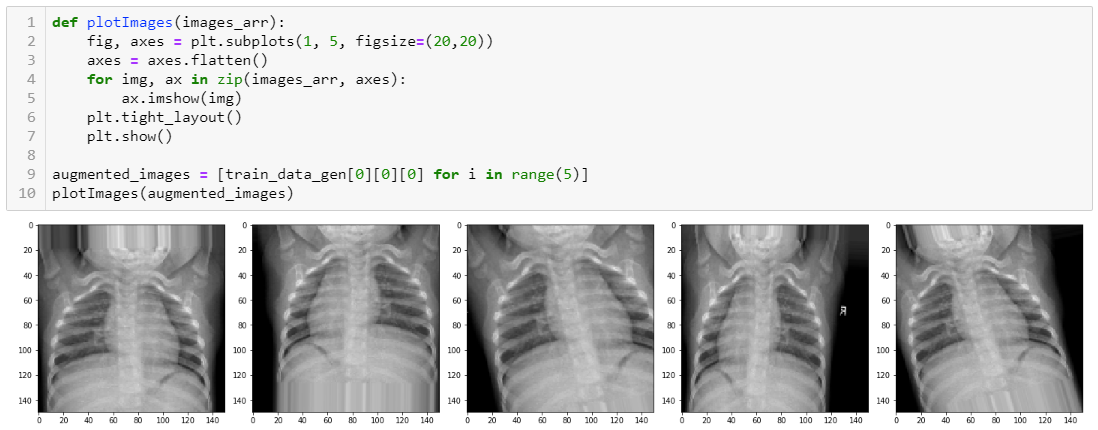 1 def plotImages(images_arr):
2     fig, axes = plt.subplots(1, 5, figsize=(20,20))
3     axes = axes.flatten()
4     for img, ax in zip(images_arr, axes):
5         ax.imshow(img)
6     plt.tight_layout()
7     plt.show()
8
9 augmented_images = [train_data_gen[0][0][0] for i in range(5)]
10 plotImages(augmented_images)
0 0 0 0 0
20 20 20 20 20
40 40 40 40 40
60 60 60 60 60
80 80 80 80 80
100 100 100 100 100
120 120 120 120 120
140 140 140 140 140
0 20 40 60 80 100 120 140 0 20 40 60 80 100 120 140 0 20 40 60 80 100 120 140 0 20 40 60 80 100 120 140 0 20 40 60 80 100 120 140